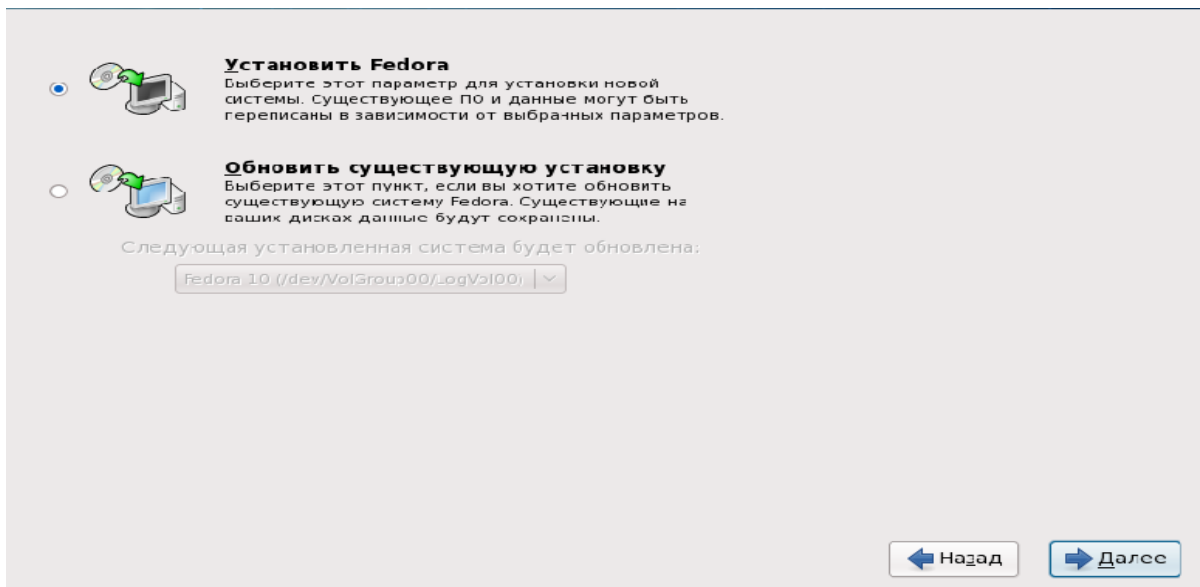 Установить Fedora
Выберите этот параметр для установки новой
системы. Существующее ПО и данные могут быть
переписаны в зависимости от выбранных параметров.
Обновить существующую установку
Выберите этот пункт, если вы хотите обновить
существующую систему Fedora. Существующие на
ваших дисках данные будут сохранены.
Следующая установленная система будет обновлена:
Fedora 10 (/dev/VolGroup00/LogVol00)
Назад
Далее